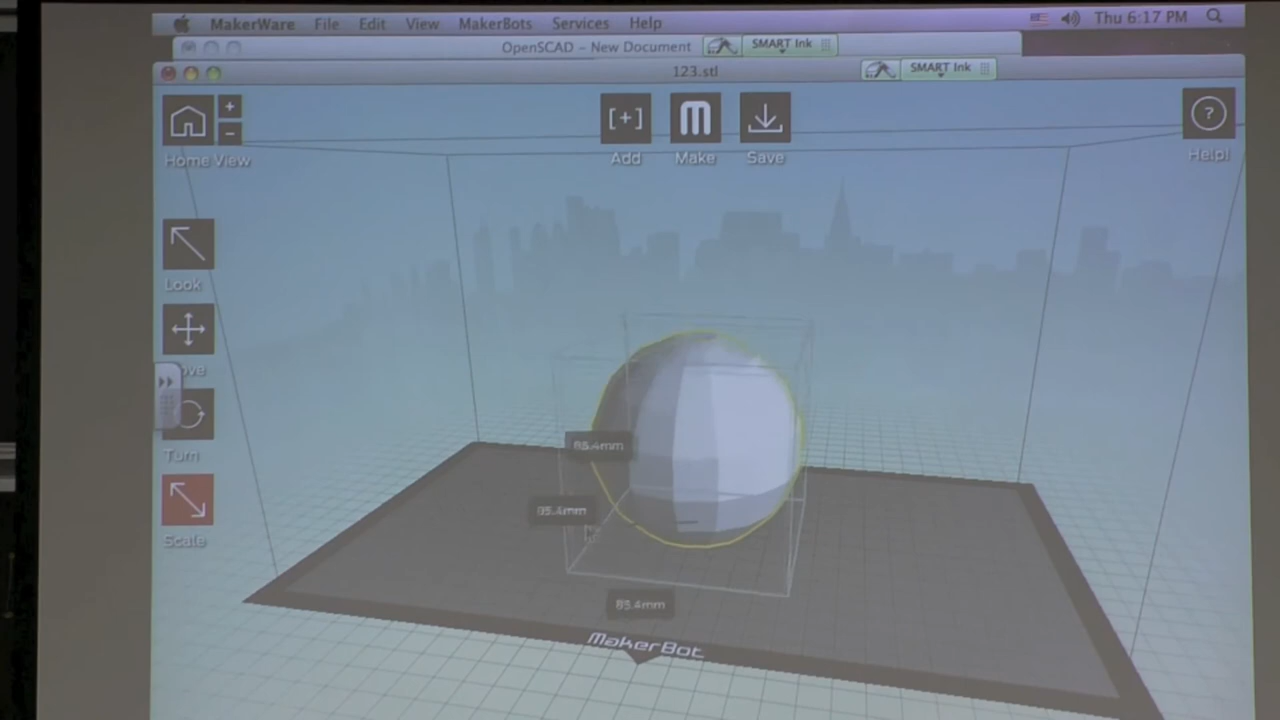 MakerWare File Edit View MakerBots Services Help Thu 6:17 PM
OpenSCAD - New Document SMART Ink
123.stl SMART Ink
Home View
Add Make Save
Help!
Look
ove
Turn
Scale
85.4mm
85.4mm
85.4mm
MakerBot